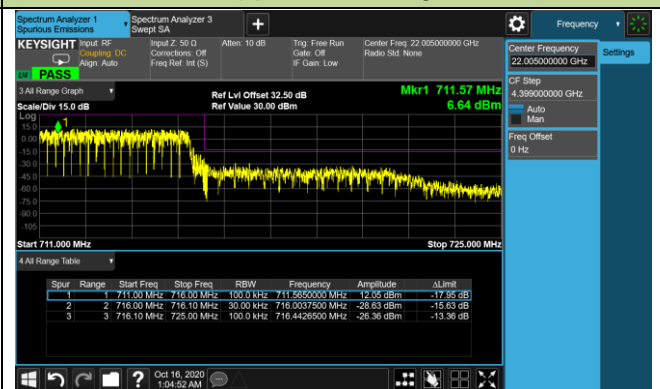 Spectrum Analyzer 1
Spurious Emissions
Spectrum Analyzer 3
Swept SA
Frequency
KEYSIGHT
Input: RF
Coupling: DC
Align: Auto
Input Z: 50 Ω
Corrections: Off
Freq Ref: Int (S)
Atten: 10 dB
Trig: Free Run
Gate: Off
IF Gain: Low
Center Freq: 22.005000000 GHz
Radio Std: None
PASS
Center Frequency
22.005000000 GHz
Settings
CF Step
4.399000000 GHz
Auto
Man
Freq Offset
0 Hz
3 All Range Graph
Scale/Div 15.0 dB
Ref Lvl Offset 32.50 dB
Ref Value 30.00 dBm
Mkr1 711.57 MHz
6.64 dBm
Log
1
15.0
0.00
-15.0
-30.0
-45.0
-60.0
-75.0
-90.0
-105
Start 711.000 MHz
Stop 725.000 MHz
4 All Range Table
Spur Range Start Freq Stop Freq RBW Frequency Amplitude ΔLimit
1 1 711.00 MHz 716.00 MHz 100.0 kHz 711.5650000 MHz 12.05 dBm -17.95 dB
2 2 716.00 MHz 716.10 MHz 30.00 kHz 716.0037500 MHz -28.63 dBm -15.63 dB
3 3 716.10 MHz 725.00 MHz 100.0 kHz 716.4426500 MHz -26.36 dBm -13.36 dB
Oct 16, 2020
1:04:52 AM